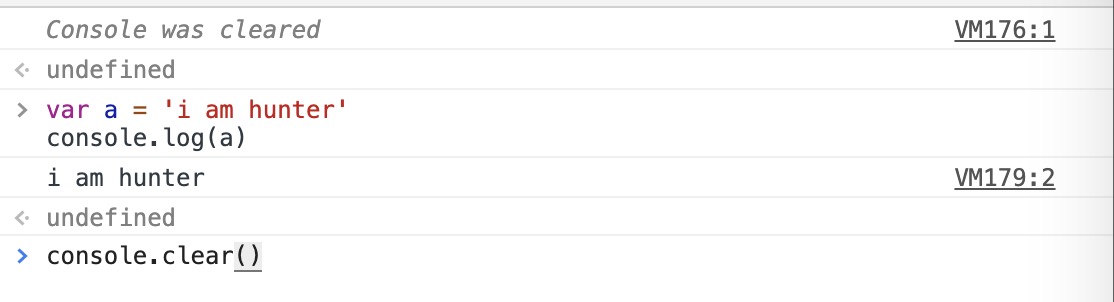 Console was cleared VM176:1
undefined
var a = 'i am hunter'
console.log(a)
i am hunter VM179:2
undefined
console.clear()